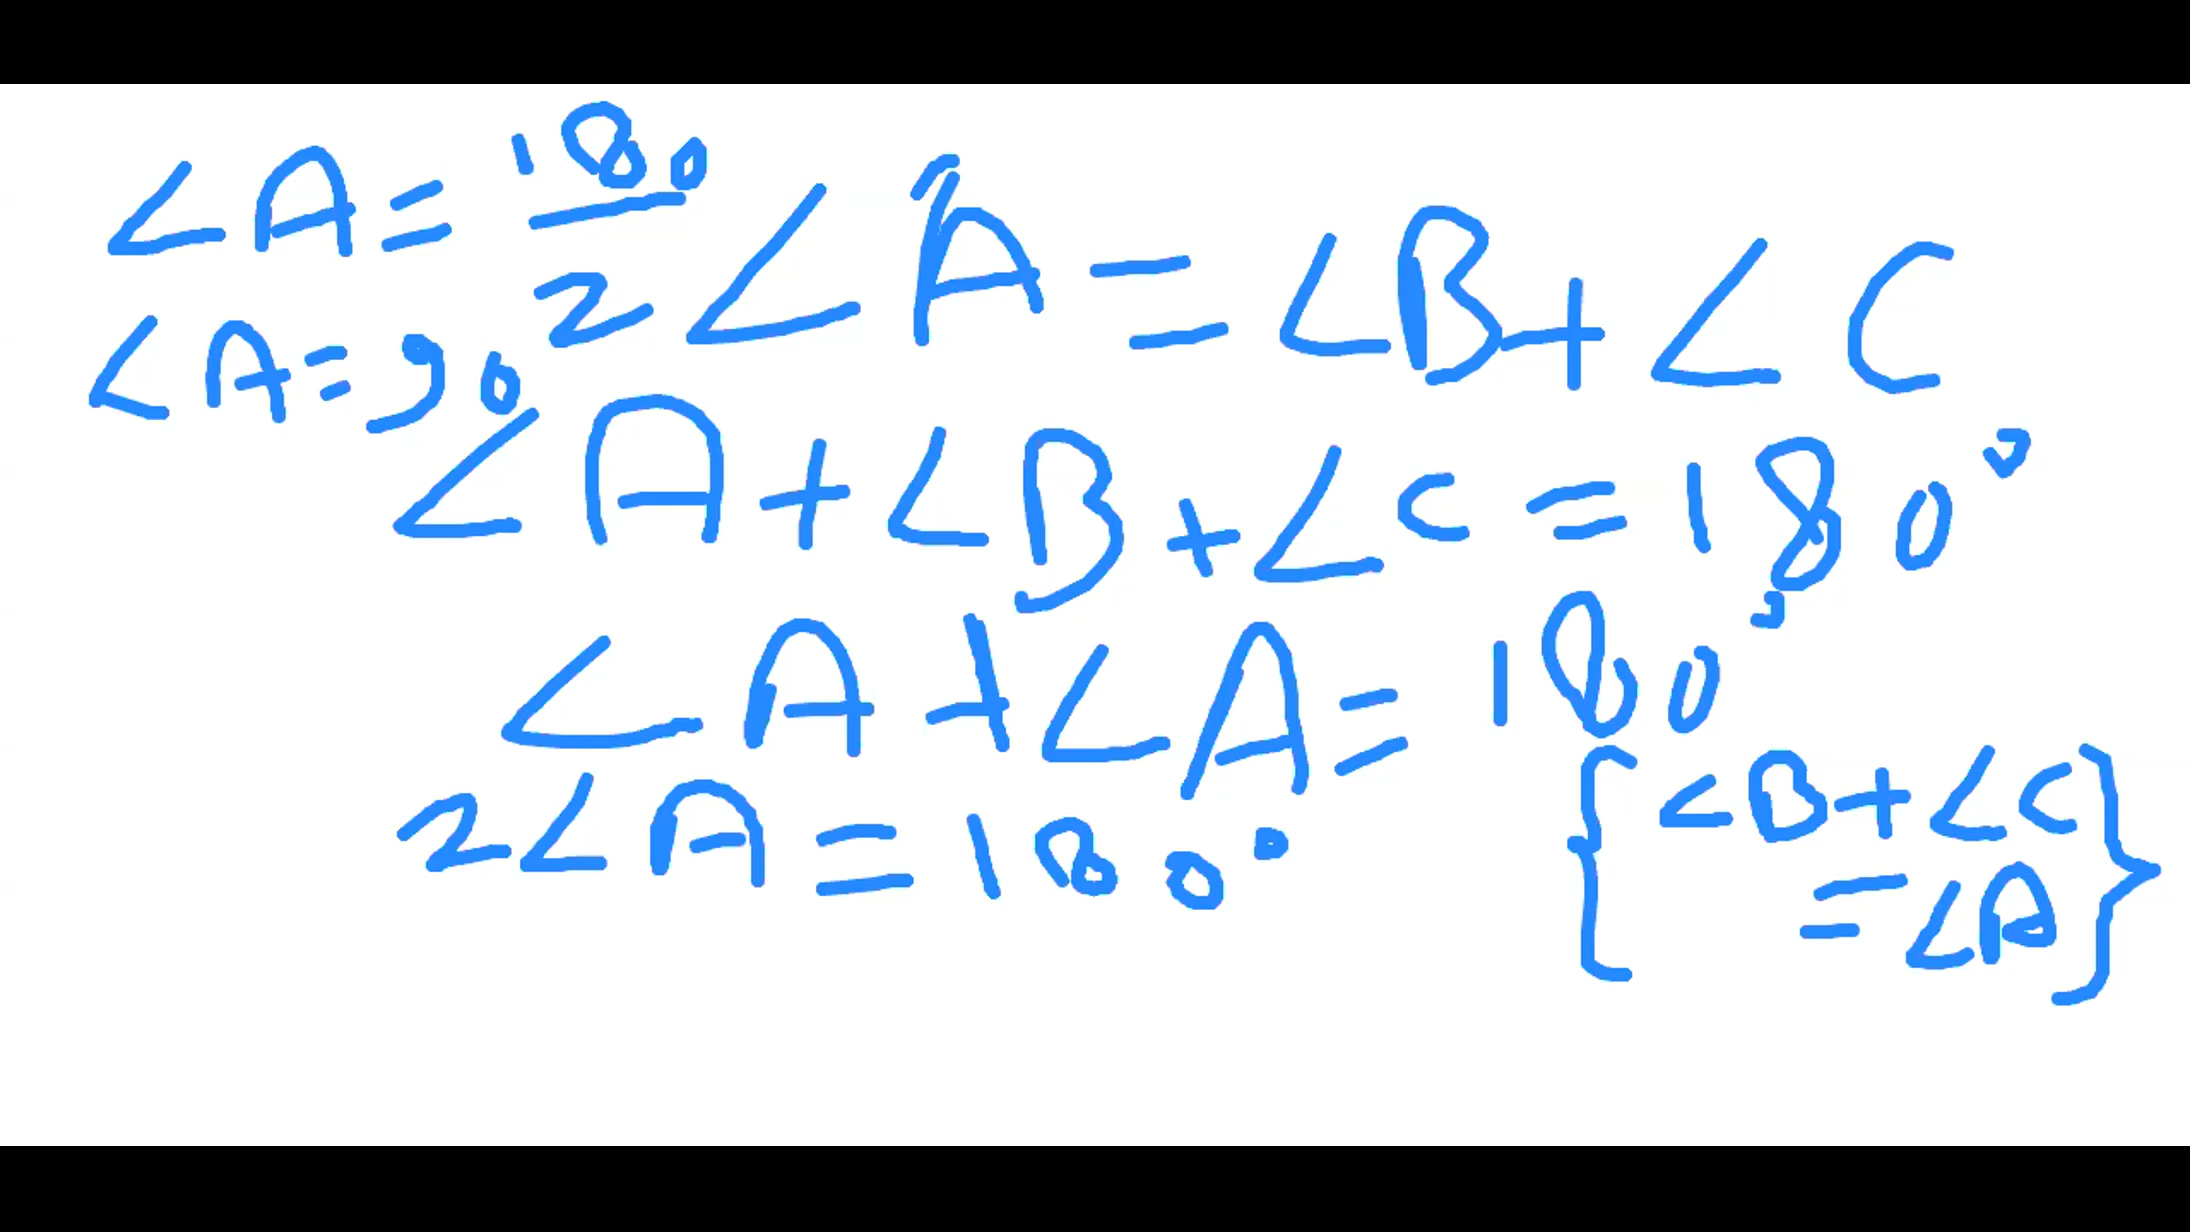 ∠A = ∠B + ∠C
∠A + ∠B + ∠C = 180°
∠A + ∠A = 180°
{∠B + ∠C
= ∠A}
2∠A = 180°
∠A = 180/2
∠A = 90